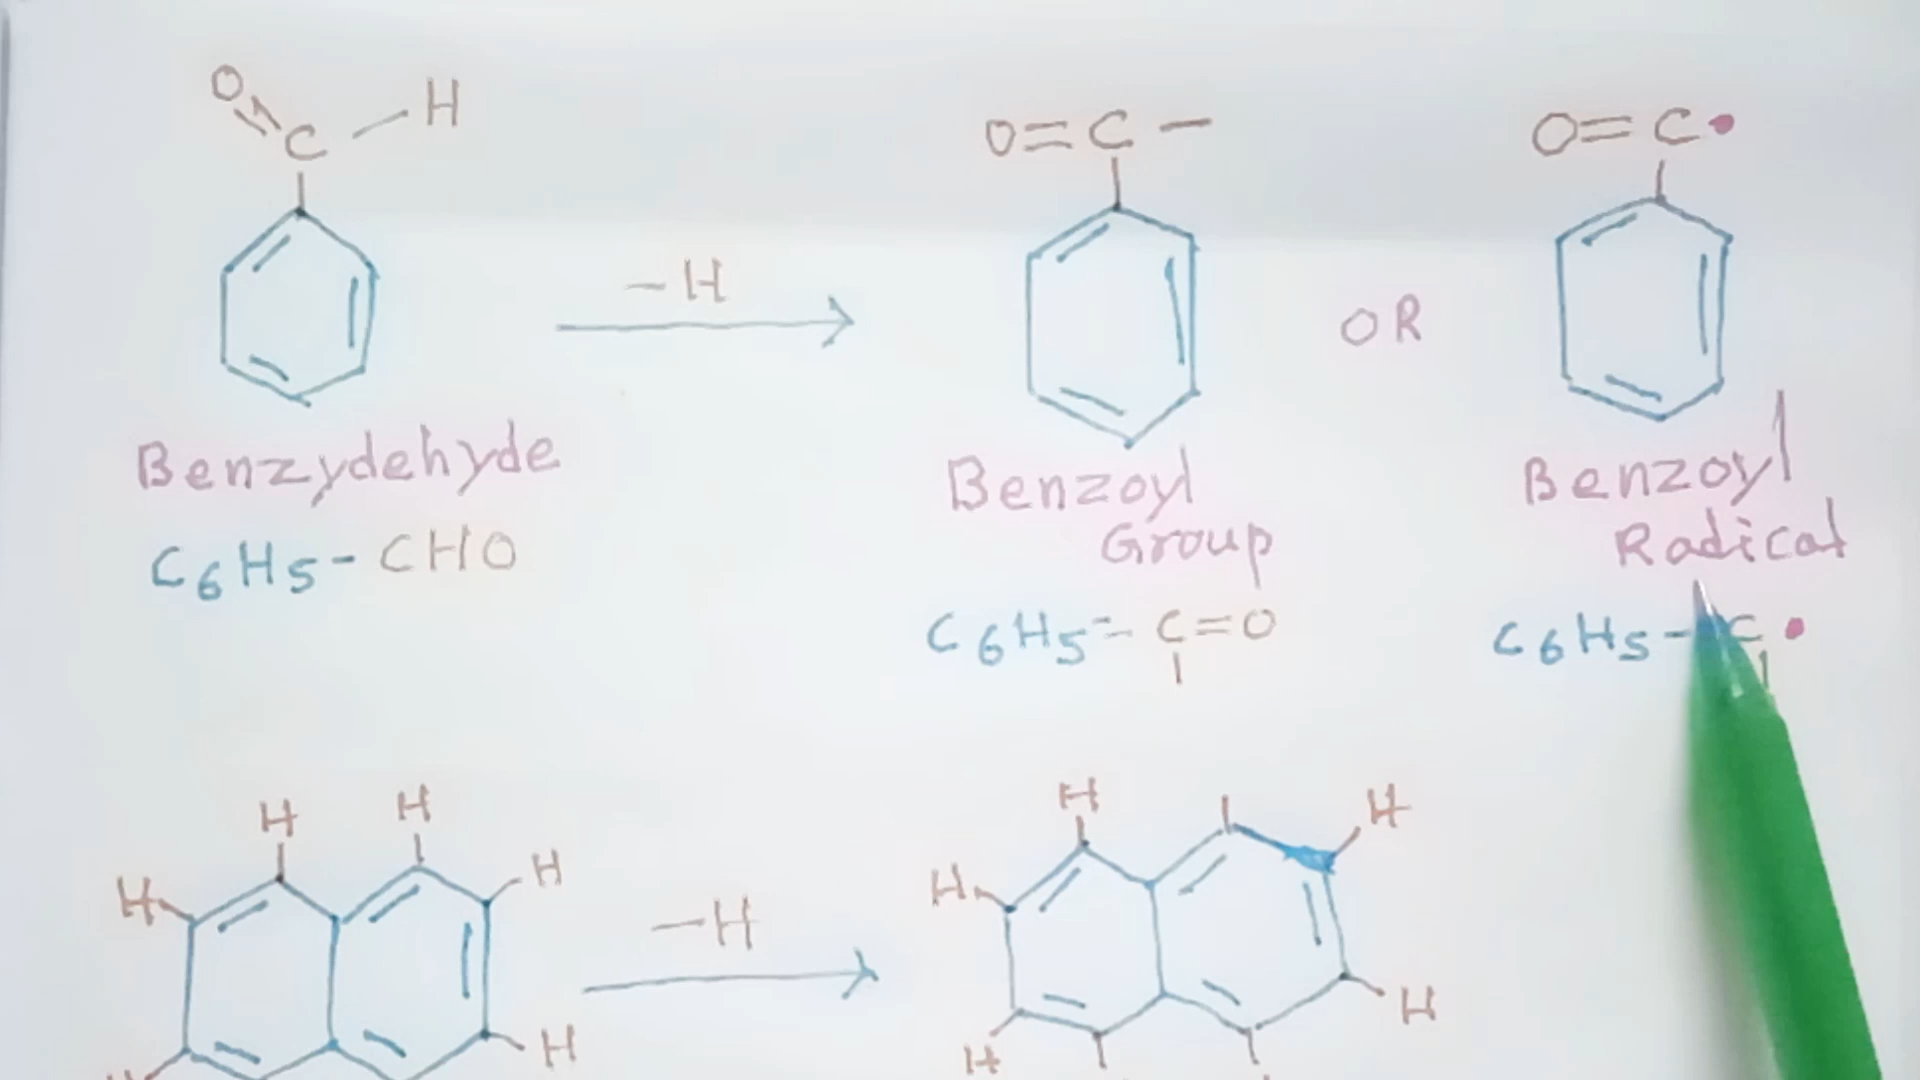 O C H
O=C-
O=C•
-H
OR
Benzydehyde
Benzoyl
Group
Benzoyl
Radical
C6H5-CHO
C6H5-C=O
C6H5-C•
H H
H H
-H
H
H
H
H
H
H